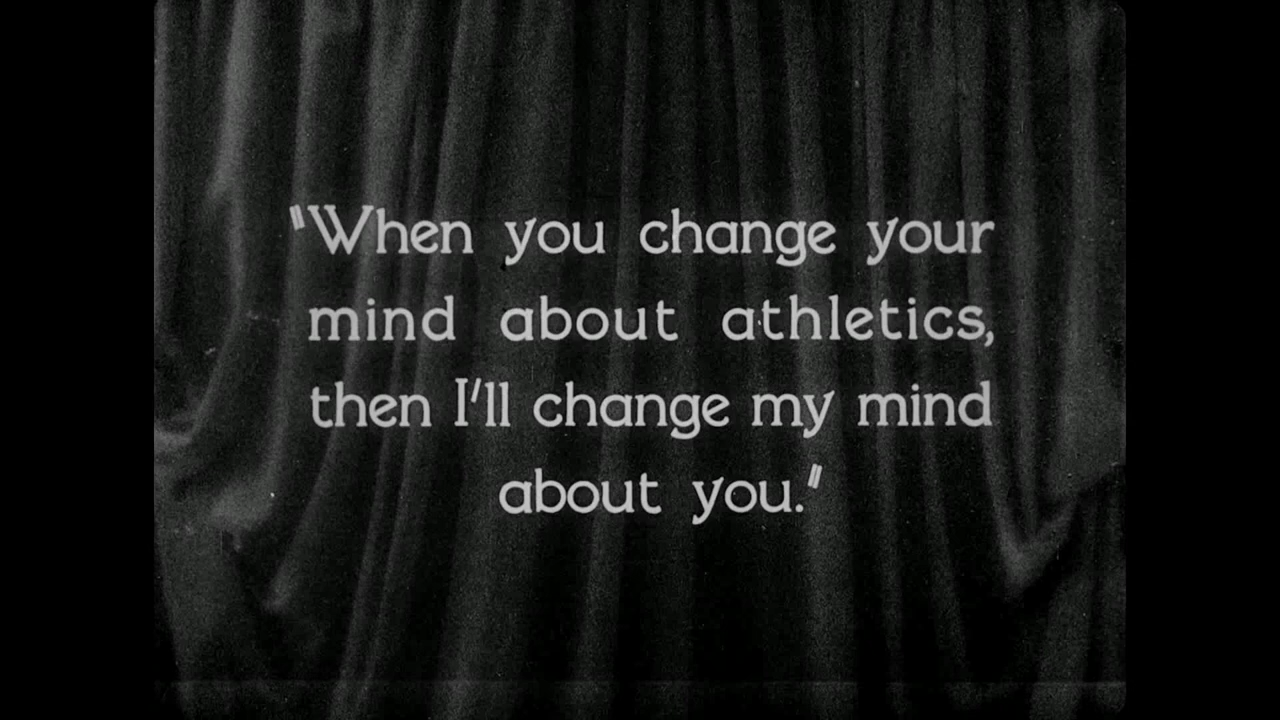 "When you change your
mind about athletics,
then I'll change my mind
about you."